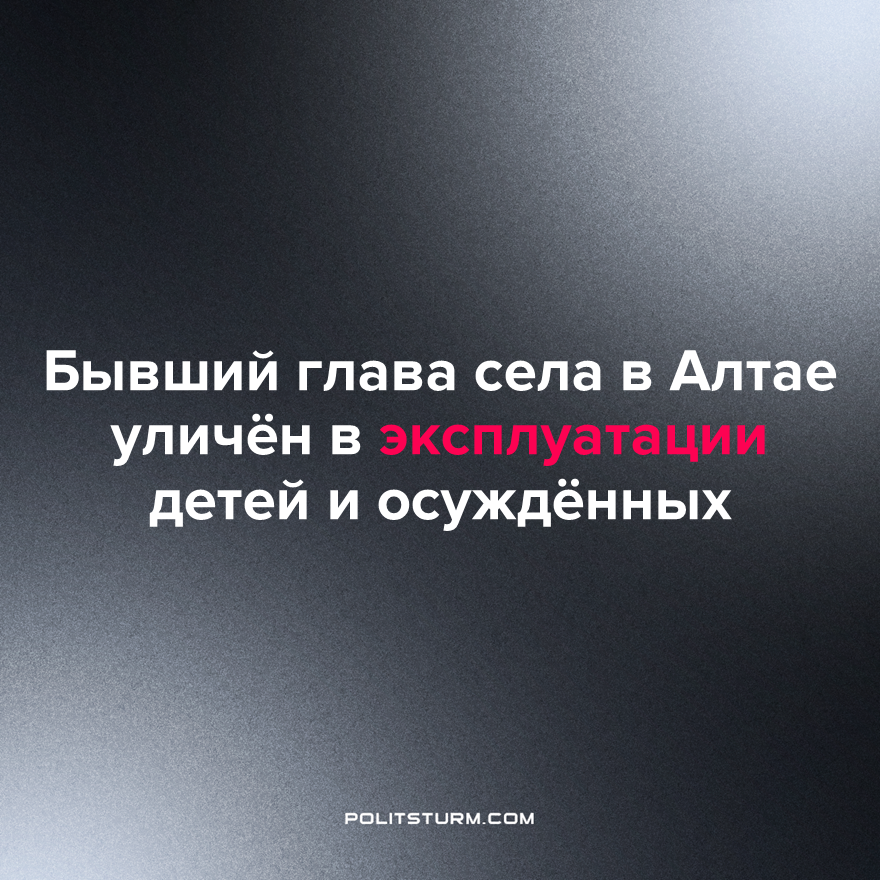 Бывший глава села в Алтае
уличён в эксплуатации
детей и осуждённых
POLITSTURM.COM